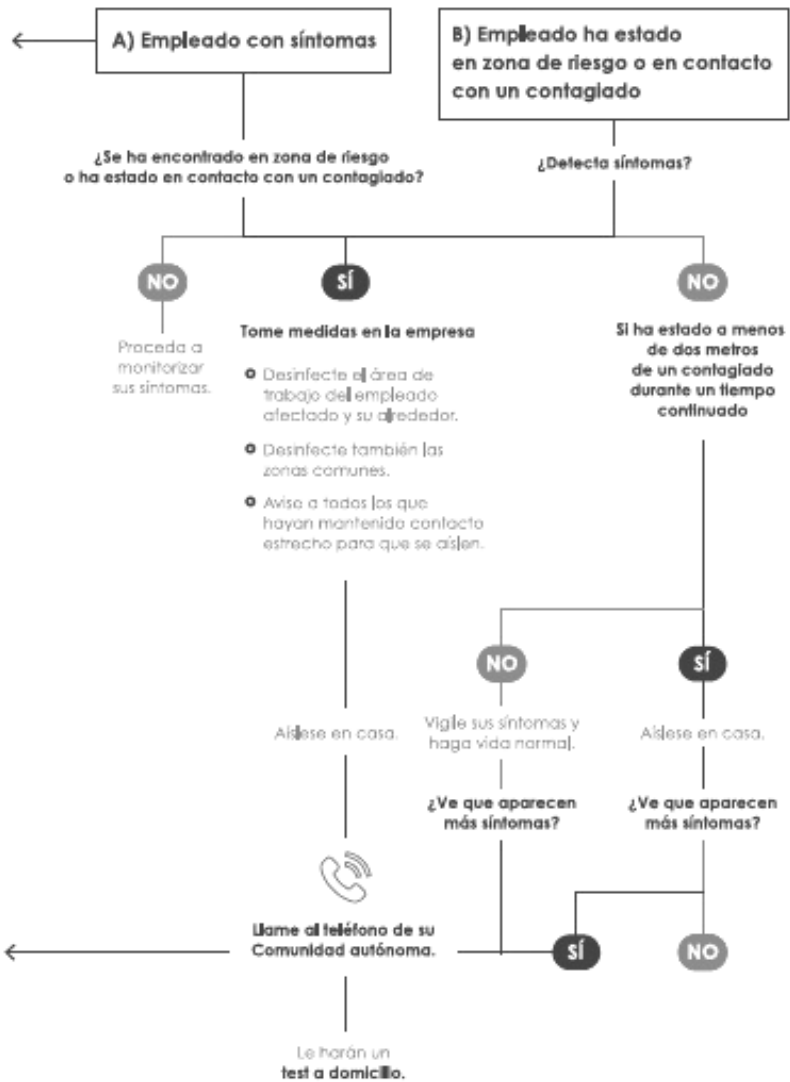 A) Empleado con síntomas
B) Empleado ha estado
en zona de riesgo o en contacto
con un contagiado
¿Se ha encontrado en zona de riesgo
o ha estado en contacto con un contagiado?
¿Detecta síntomas?
NO
SÍ
NO
Proceda a
monitorizar
sus síntomas.
Tome medidas en la empresa
Desinfecte el área de
trabajo del empleado
afectado y su alrededor.
Desinfecte también las
zonas comunes.
Avise a todos los que
hayan mantenido contacto
estrecho para que se aíslen.
Si ha estado a menos
de dos metros
de un contagiado
durante un tiempo
continuado
NO
SÍ
Aíslese en casa.
Vigile sus síntomas y
haga vida normal.
Aíslese en casa.
¿Ve que aparecen
más síntomas?
¿Ve que aparecen
más síntomas?
Llame al teléfono de su
Comunidad autónoma.
SÍ
NO
Le harán un
test a domicilio.